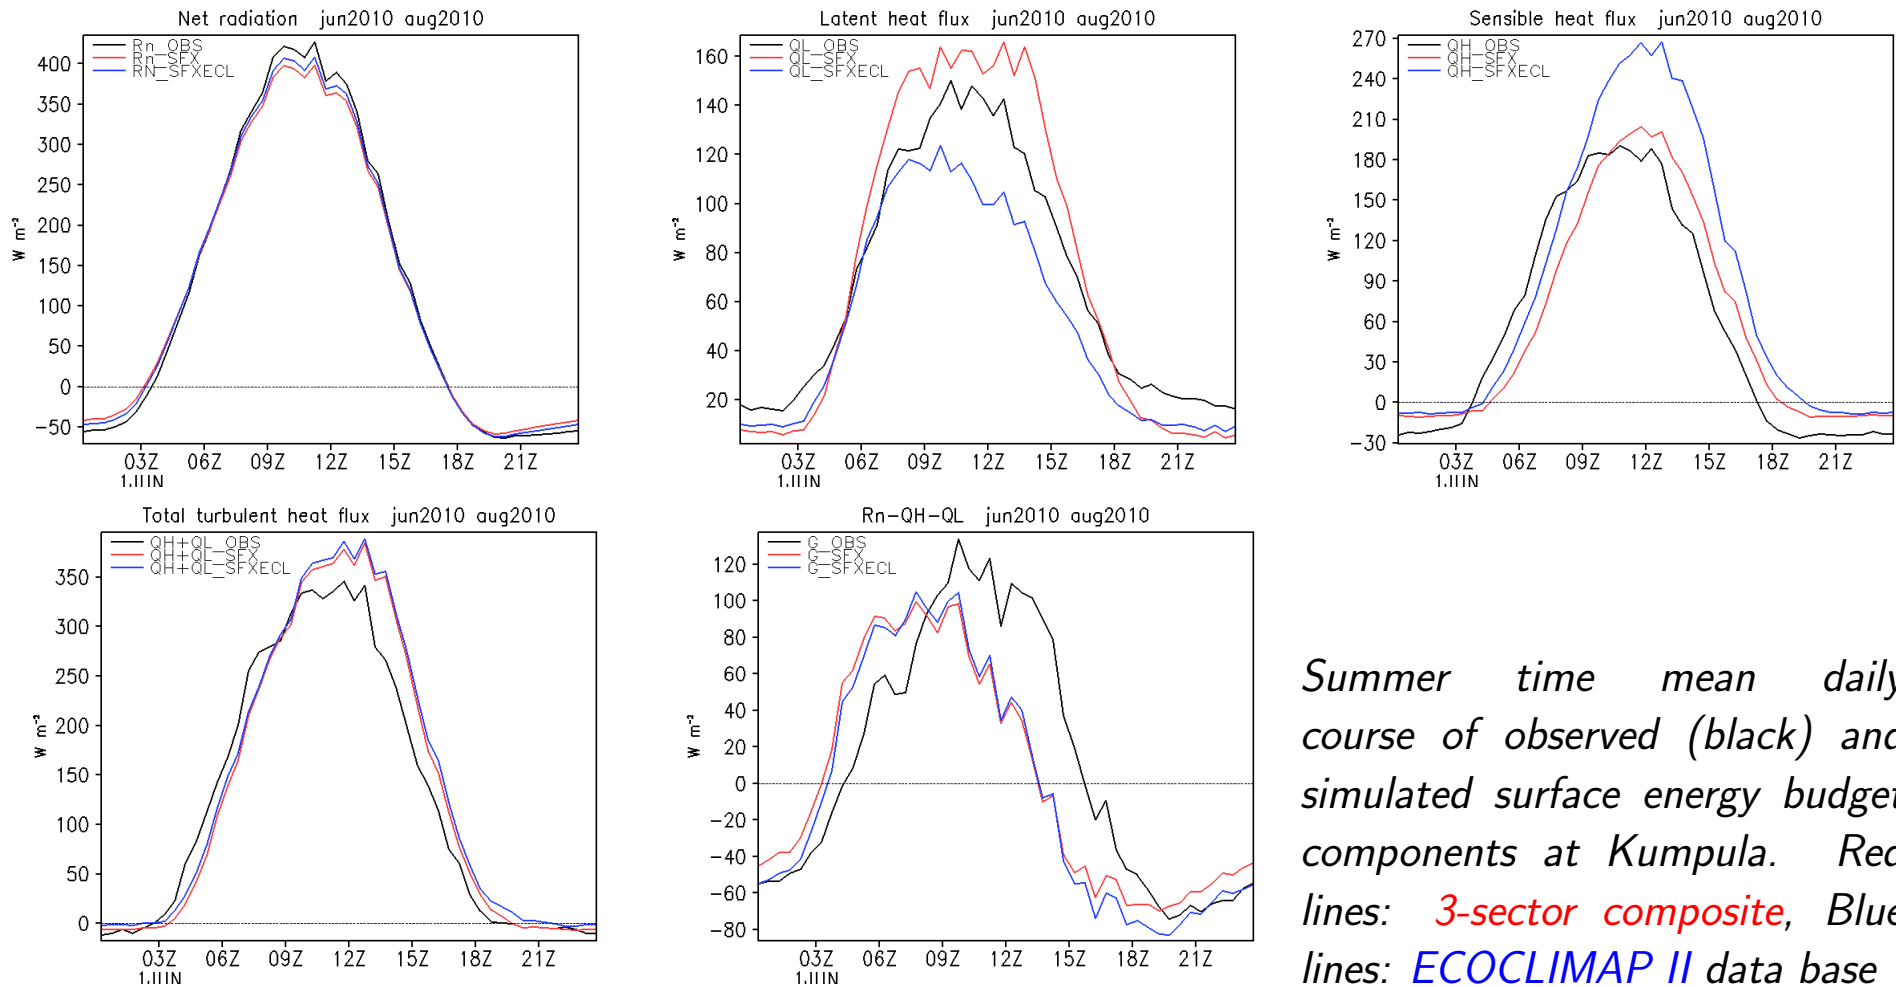 Net radiation jun2010 aug2010
Rn_OBS
Rn_SFX
RN_SFXECL
W m⁻²
400
350
300
250
200
150
100
50
0
−50
03Z 06Z 09Z 12Z 15Z 18Z 21Z
1JUN
Latent heat flux jun2010 aug2010
QL_OBS
QL_SFX
QL_SFXECL
W m⁻²
160
140
120
100
80
60
40
20
03Z 06Z 09Z 12Z 15Z 18Z 21Z
1JUN
Sensible heat flux jun2010 aug2010
QH_OBS
QH_SFX
QH_SFXECL
W m⁻²
270
240
210
180
150
120
90
60
30
0
−30
03Z 06Z 09Z 12Z 15Z 18Z 21Z
1JUN
Total turbulent heat flux jun2010 aug2010
QH+QL_OBS
QH+QL_SFX
QH+QL_SFXECL
W m⁻²
350
300
250
200
150
100
50
0
03Z 06Z 09Z 12Z 15Z 18Z 21Z
1JUN
Rn−QH−QL jun2010 aug2010
G_OBS
G_SFX
G_SFXECL
W m⁻²
120
100
80
60
40
20
0
−20
−40
−60
−80
03Z 06Z 09Z 12Z 15Z 18Z 21Z
1JUN
Summer time mean daily
course of observed (black) and
simulated surface energy budget
components at Kumpula. Red
lines: 3-sector composite, Blue
lines: ECOCLIMAP II data base